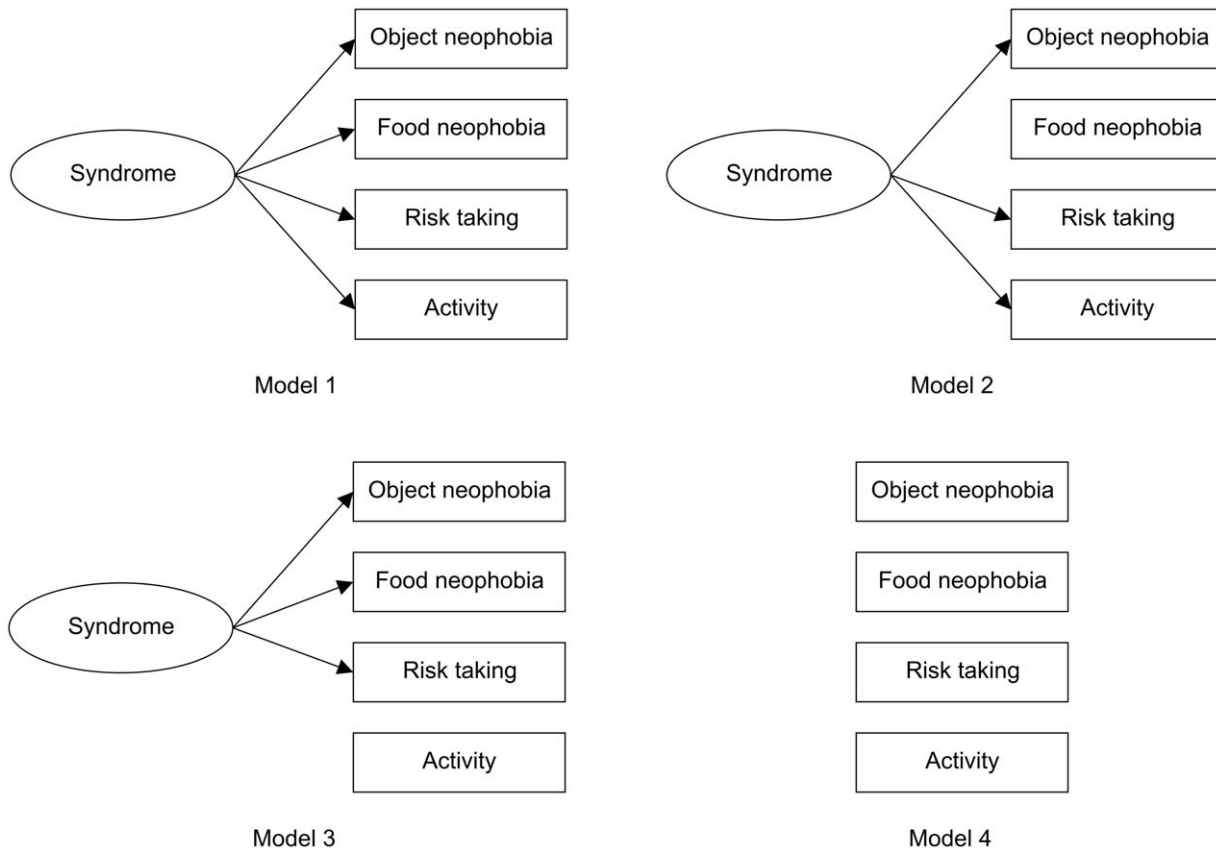 Object neophobia
Food neophobia
Syndrome
Risk taking
Activity
Model 1
Object neophobia
Food neophobia
Syndrome
Risk taking
Activity
Model 2
Object neophobia
Food neophobia
Syndrome
Risk taking
Activity
Model 3
Object neophobia
Food neophobia
Risk taking
Activity
Model 4